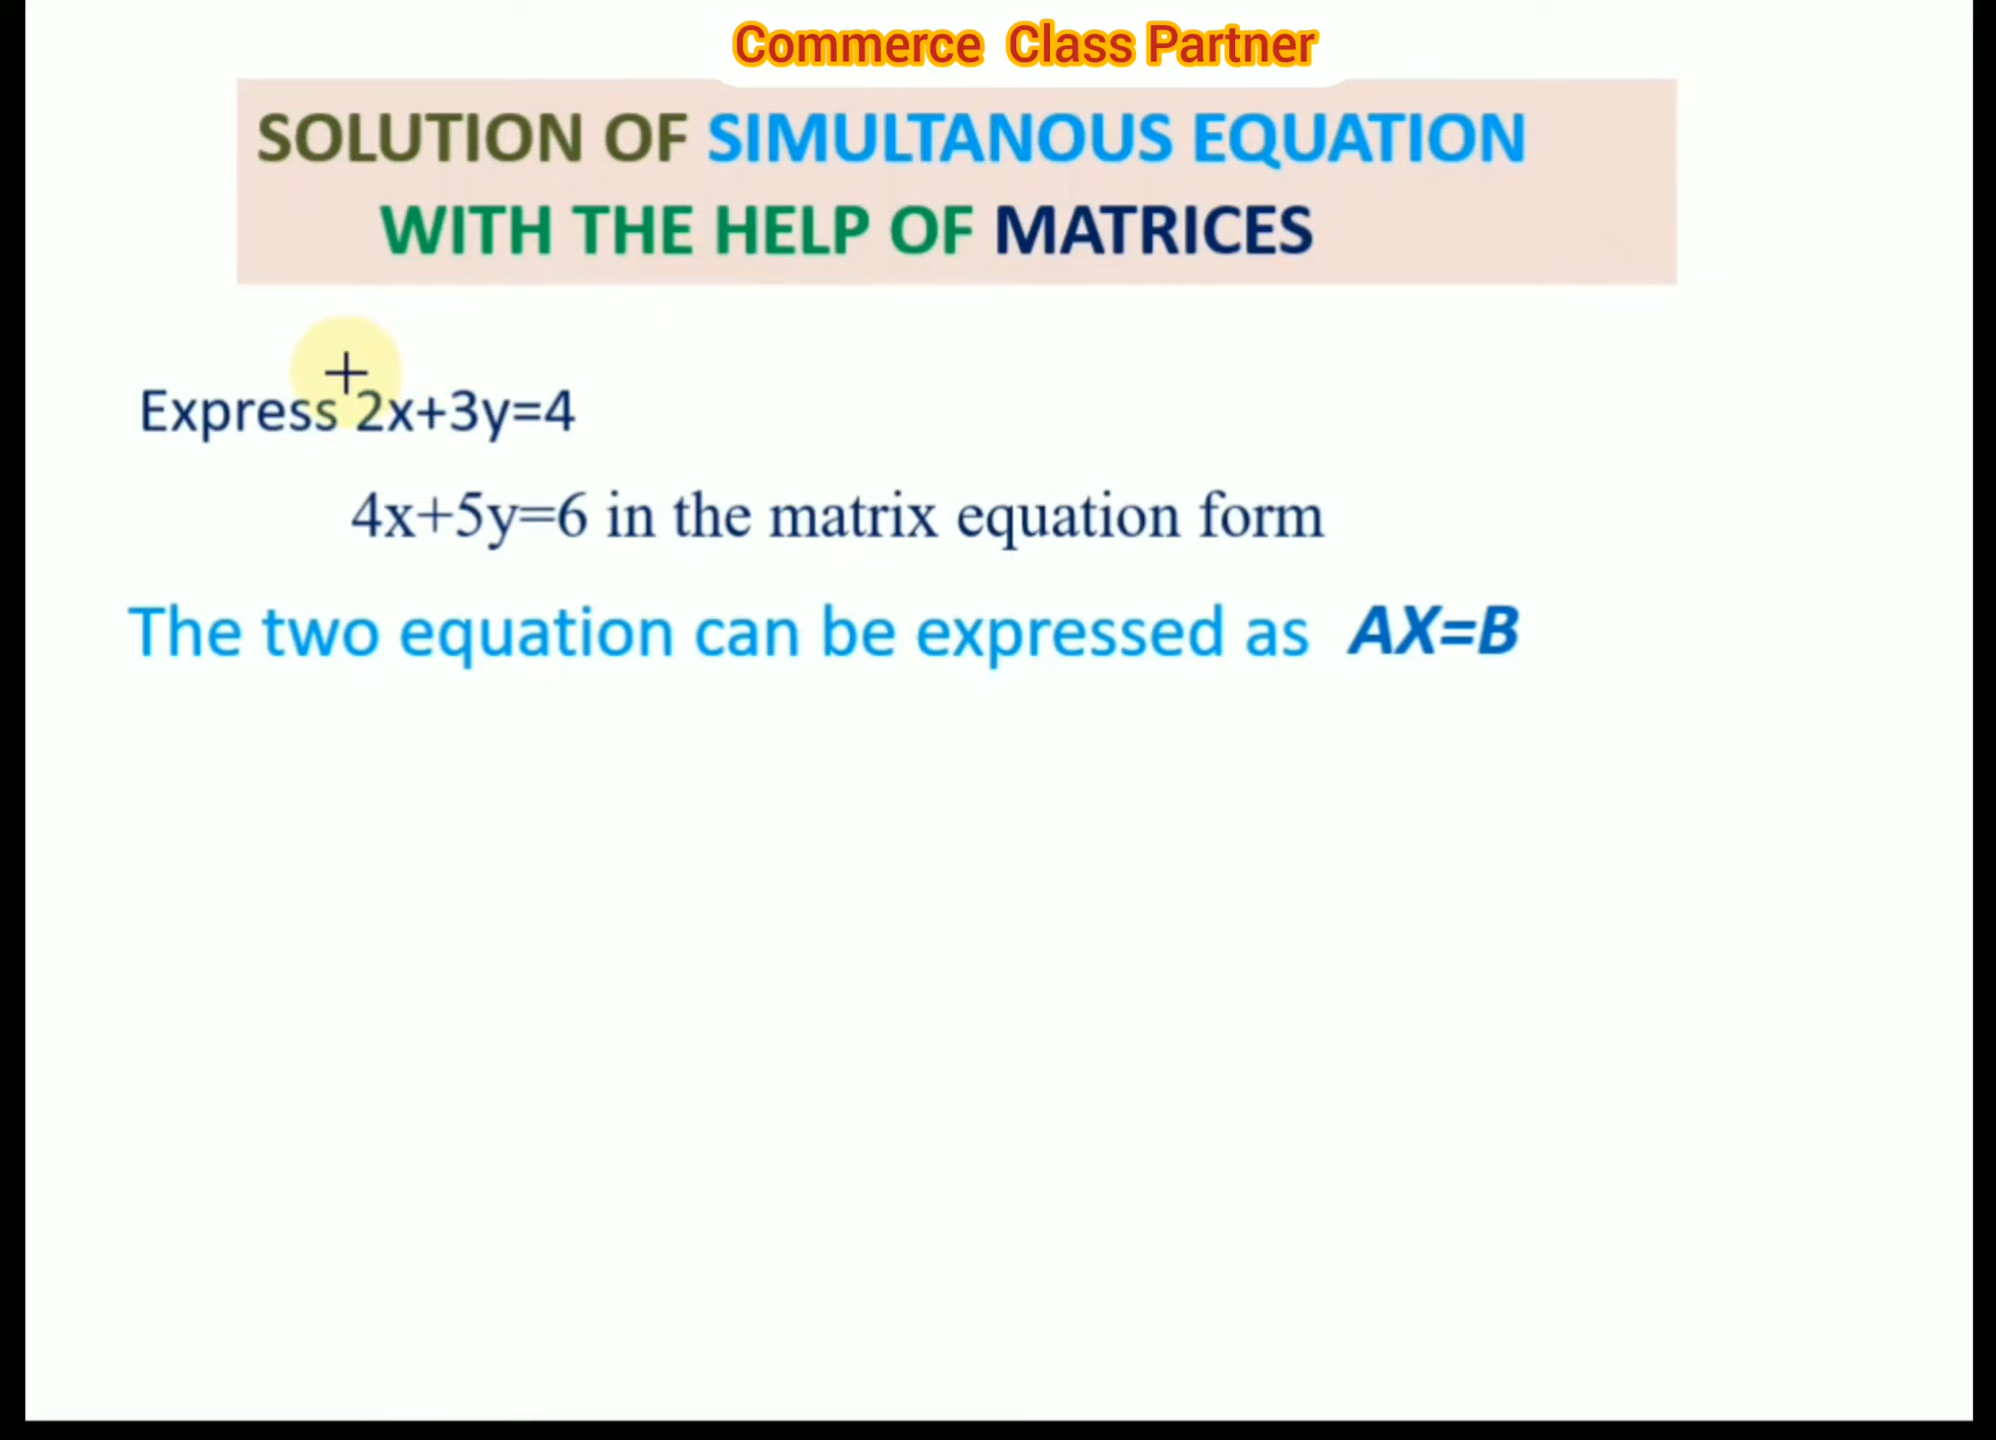 Commerce Class Partner
SOLUTION OF SIMULTANOUS EQUATION
WITH THE HELP OF MATRICES
Express 2x+3y=4
4x+5y=6 in the matrix equation form
The two equation can be expressed as AX=B